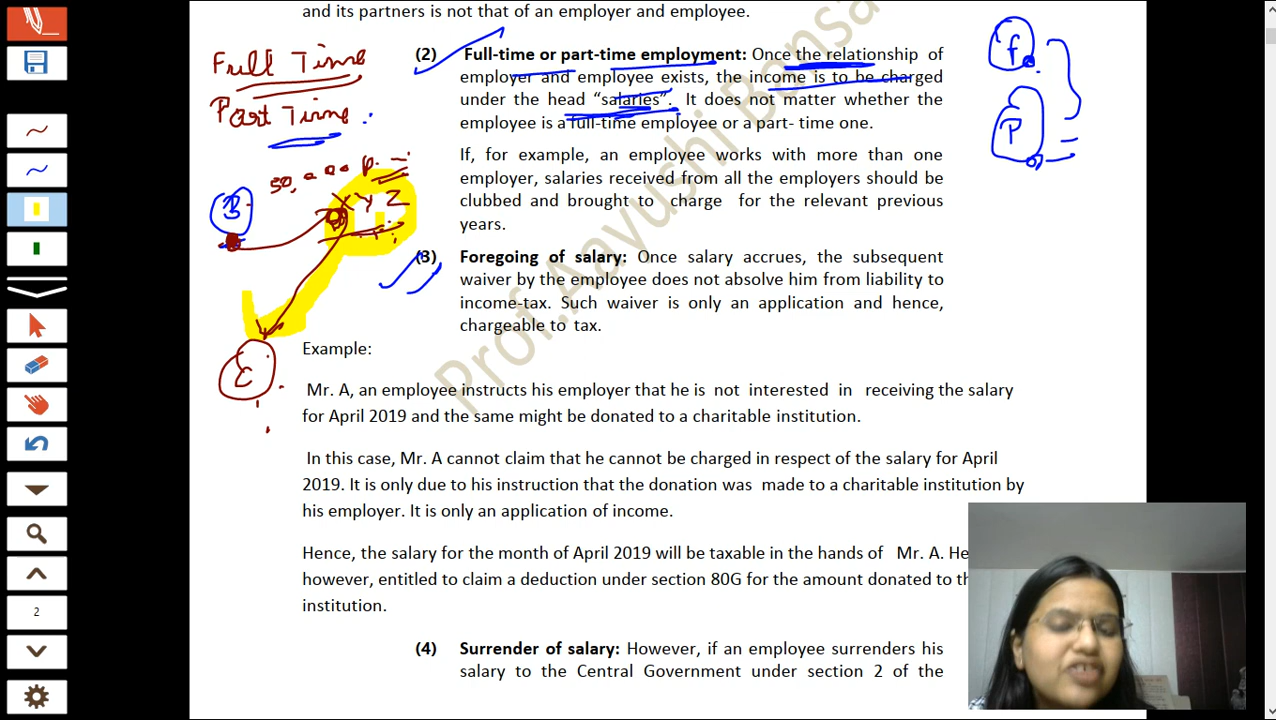 and its partners is not that of an employer and employee.
Full Time
Part Time
(2) Full-time or part-time employment: Once the relationship of
employer and employee exists, the income is to be charged
under the head “salaries”. It does not matter whether the
employee is a full-time employee or a part- time one.
f
P
If, for example, an employee works with more than one
employer, salaries received from all the employers should be
clubbed and brought to charge for the relevant previous
years.
50,000 p.
B
XYZ
(3) Foregoing of salary: Once salary accrues, the subsequent
waiver by the employee does not absolve him from liability to
income-tax. Such waiver is only an application and hence,
chargeable to tax.
Example:
C
Mr. A, an employee instructs his employer that he is not interested in receiving the salary
for April 2019 and the same might be donated to a charitable institution.
In this case, Mr. A cannot claim that he cannot be charged in respect of the salary for April
2019. It is only due to his instruction that the donation was made to a charitable institution by
his employer. It is only an application of income.
Hence, the salary for the month of April 2019 will be taxable in the hands of Mr. A. He
however, entitled to claim a deduction under section 80G for the amount donated to th
institution.
(4) Surrender of salary: However, if an employee surrenders his
salary to the Central Government under section 2 of the
Prof.Aavushi Bansa
2